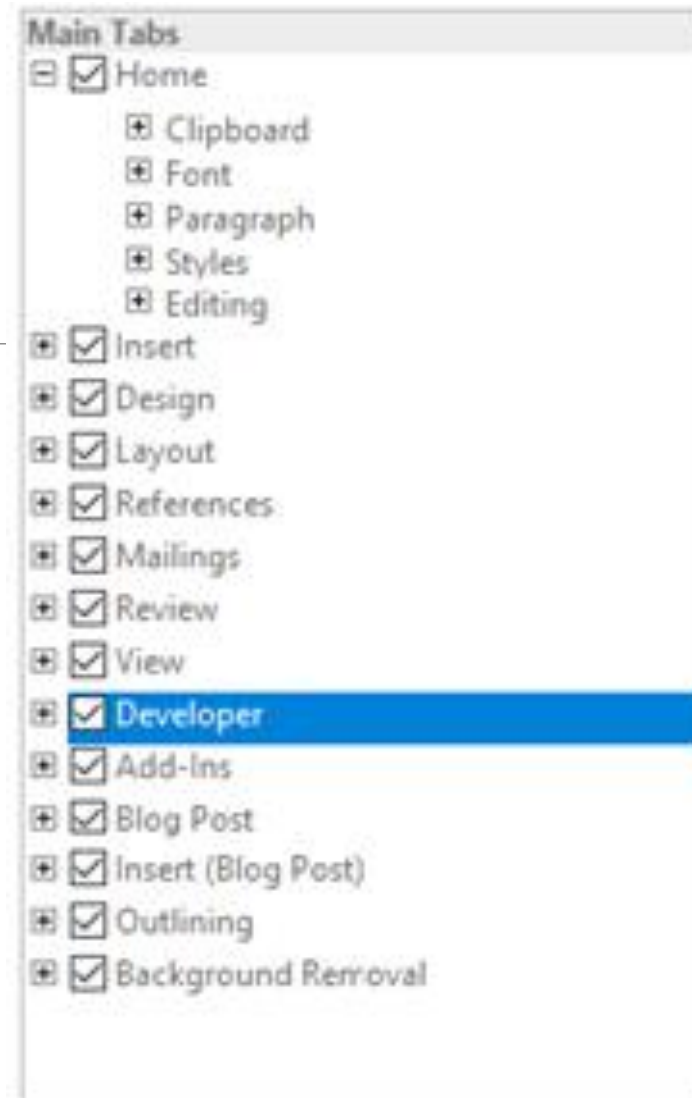 Main Tabs
Home
Clipboard
Font
Paragraph
Styles
Editing
Insert
Design
Layout
References
Mailings
Review
View
Developer
Add-Ins
Blog Post
Insert (Blog Post)
Outlining
Background Removal